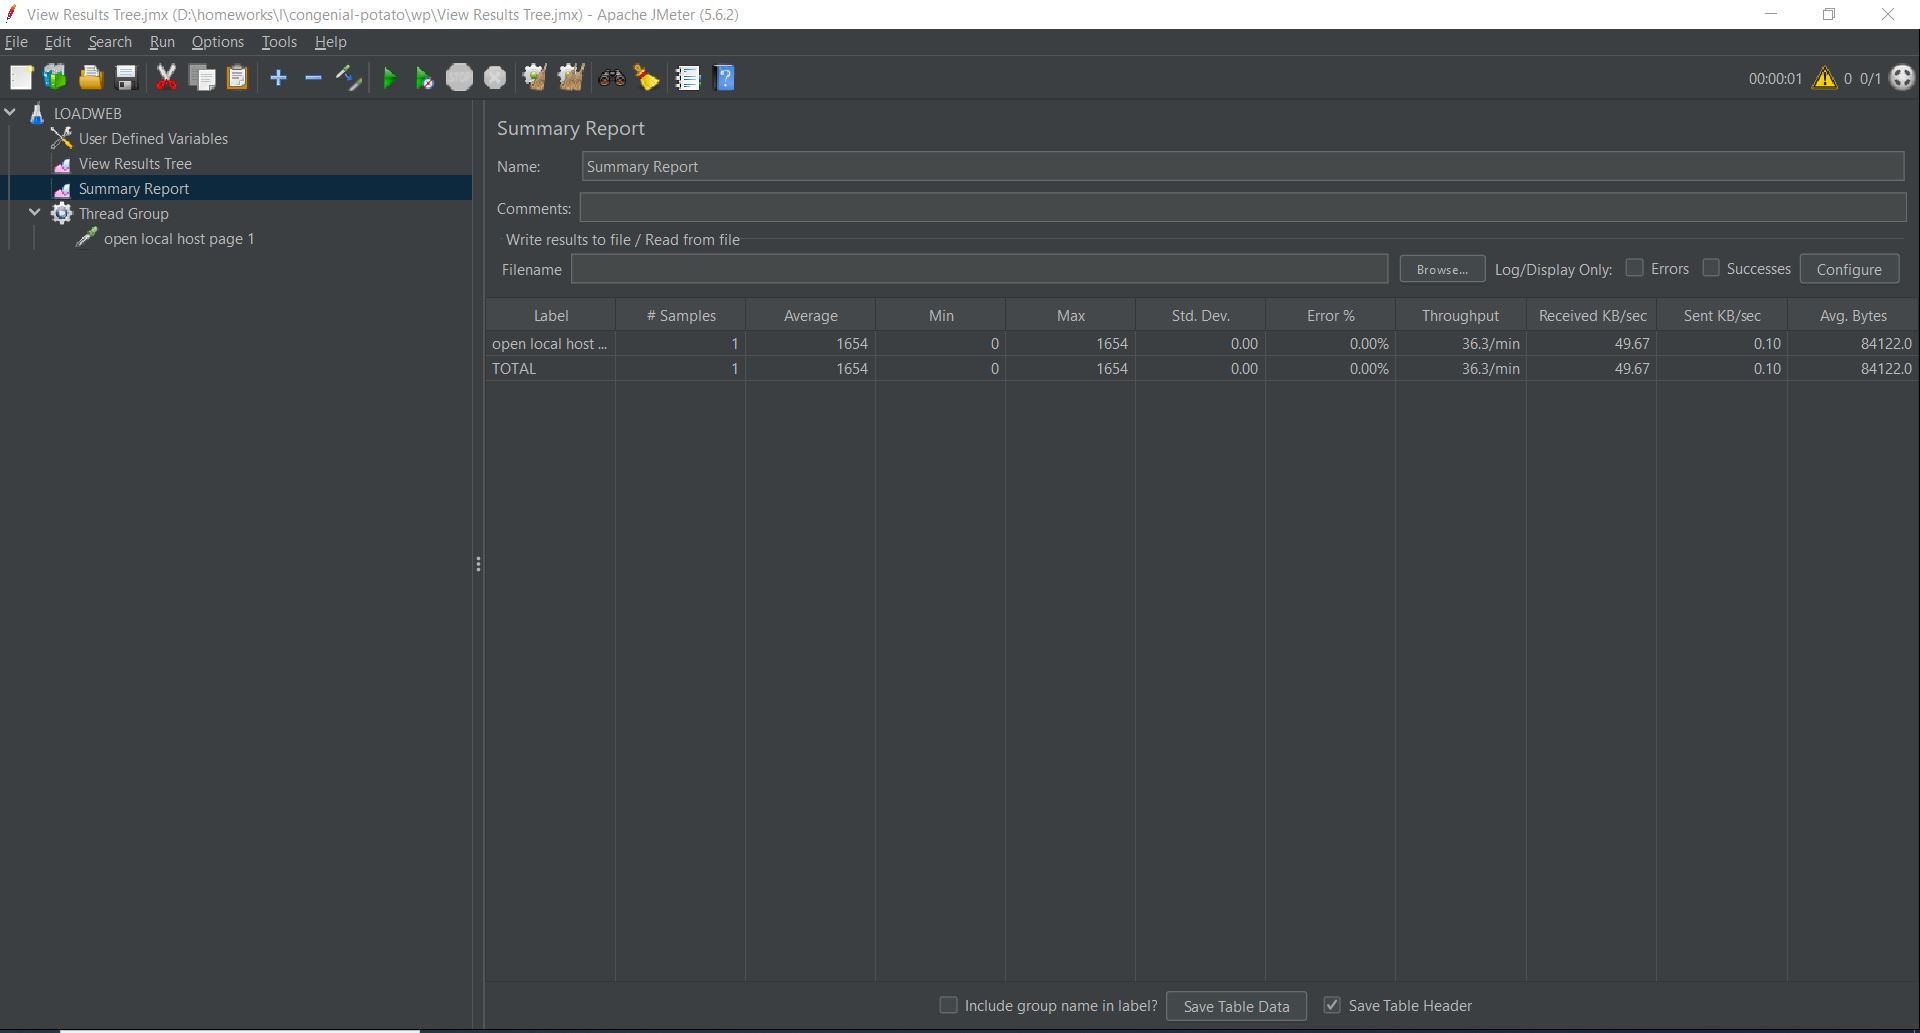 View Results Tree.jmx (D:\homeworks\l\congenial-potato\wp\View Results Tree.jmx) - Apache JMeter (5.6.2)
File Edit Search Run Options Tools Help
STOP
00:00:01 0 0/1
LOADWEB
User Defined Variables
View Results Tree
Summary Report
Thread Group
open local host page 1
Summary Report
Name: Summary Report
Comments:
Write results to file / Read from file
Filename Browse... Log/Display Only: Errors Successes Configure
Label # Samples Average Min Max Std. Dev. Error % Throughput Received KB/sec Sent KB/sec Avg. Bytes
open local host ... 1 1654 0 1654 0.00 0.00% 36.3/min 49.67 0.10 84122.0
TOTAL 1 1654 0 1654 0.00 0.00% 36.3/min 49.67 0.10 84122.0
Include group name in label? Save Table Data Save Table Header